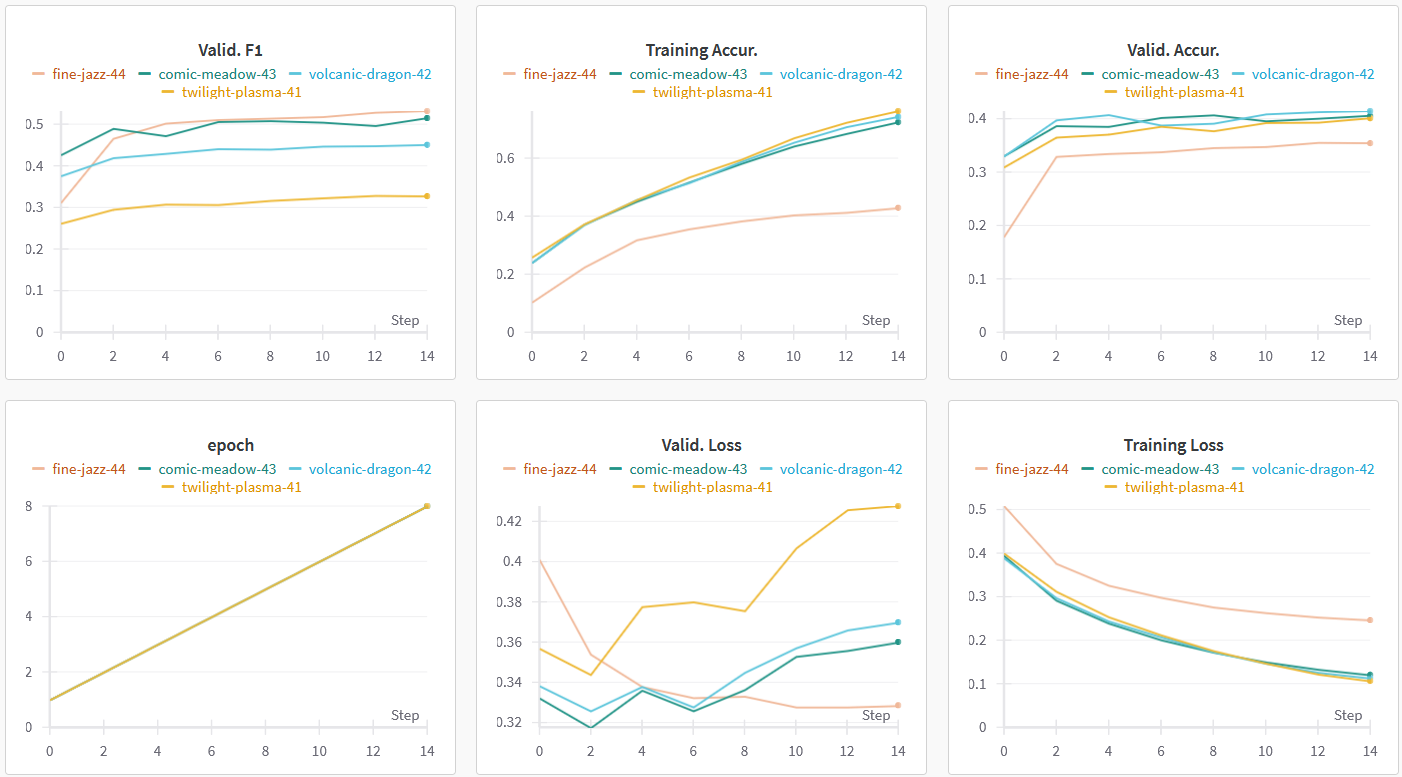 Valid. F1
fine-jazz-44 comic-meadow-43 volcanic-dragon-42
twilight-plasma-41
0.5
0.4
0.3
0.2
0.1
0
Step
0 2 4 6 8 10 12 14
Training Accur.
fine-jazz-44 comic-meadow-43 volcanic-dragon-42
twilight-plasma-41
0.6
0.4
0.2
0
Step
0 2 4 6 8 10 12 14
Valid. Accur.
fine-jazz-44 comic-meadow-43 volcanic-dragon-42
twilight-plasma-41
0.4
0.3
0.2
0.1
0
Step
0 2 4 6 8 10 12 14
epoch
fine-jazz-44 comic-meadow-43 volcanic-dragon-42
twilight-plasma-41
8
6
4
2
0
Step
0 2 4 6 8 10 12 14
Valid. Loss
fine-jazz-44 comic-meadow-43 volcanic-dragon-42
twilight-plasma-41
0.42
0.4
0.38
0.36
0.34
0.32
Step
0 2 4 6 8 10 12 14
Training Loss
fine-jazz-44 comic-meadow-43 volcanic-dragon-42
twilight-plasma-41
0.5
0.4
0.3
0.2
0.1
0
Step
0 2 4 6 8 10 12 14